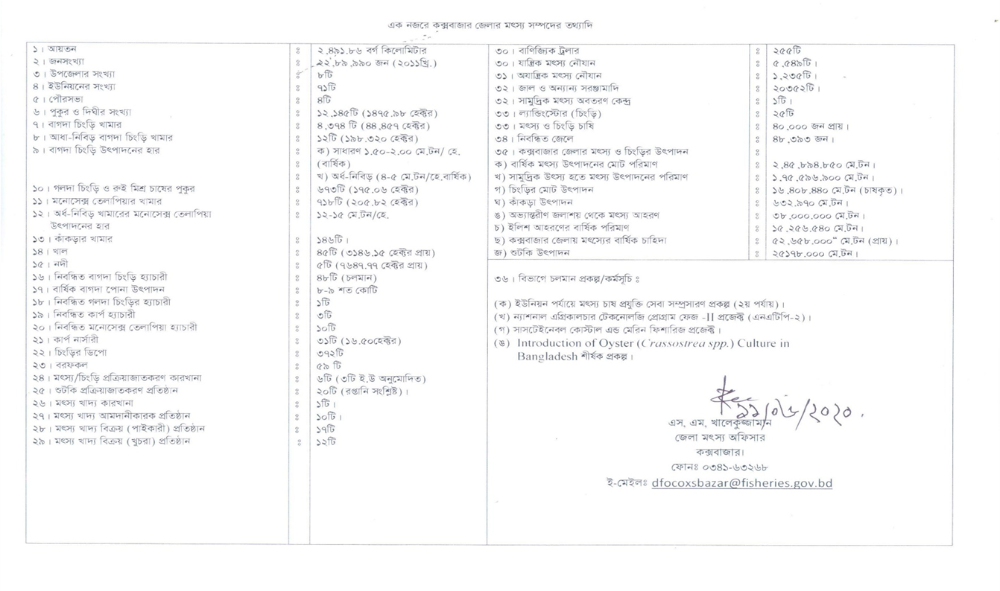 এক নজরে কক্সবাজার জেলার মৎস্য সম্পদের তথ্যাদি
১। আয়তন ঃ ২,৪৯১.৮৬ বর্গ কিলোমিটার
২। জনসংখ্যা ঃ ২২,৮৯,৯৯০ জন (২০১১খ্রি.)
৩। উপজেলার সংখ্যা ঃ ৮টি
৪। ইউনিয়নের সংখ্যা ঃ ৭১টি
৫। পৌরসভা ঃ ৪টি
৬। পুকুর ও দিঘীর সংখ্যা ঃ ১২,১৪৫টি (১৪৭৫.৯৮ হেক্টর)
৭। বাগদা চিংড়ি খামার ঃ ৪,৩৭৪ টি (৪৪,৪৫৭ হেক্টর)
৮। আধা-নিবিড় বাগদা চিংড়ি খামার ঃ ১২টি (১৯৮.৩২০ হেক্টর)
৯। বাগদা চিংড়ি উৎপাদনের হার ঃ ক) সাধারণ ১.৫০-২.০০ মে.টন/ হে.
ঃ (বার্ষিক)
ঃ খ) অর্ধ-নিবিড় (৪-৫ মে.টন/হে.বার্ষিক)
১০। গলদা চিংড়ি ও রুই মিশ্র চাষের পুকুর ঃ ৬৭৩টি (১৭৫.০৬ হেক্টর)
১১। মনোসেক্স তেলাপিয়ার খামার ঃ ৭১৮টি (২০৫.৮২ হেক্টর)
১২। অর্ধ-নিবিড় খামারের মনোসেক্স তেলাপিয়া ঃ ১২-১৫ মে.টন/হে.
উৎপাদনের হার
১৩। কাঁকড়ার খামার ঃ ১৪৬টি।
১৪। খাল ঃ ৪৫টি (৩১৪৬.১৫ হেক্টর প্রায়)
১৫। নদী ঃ ৫টি (৭৬৪৭.৭৭ হেক্টর প্রায়)
১৬। নিবন্ধিত বাগদা চিংড়ি হ্যাচারী ঃ ৪৮টি (চলমান)
১৭। বার্ষিক বাগদা পোনা উৎপাদন ঃ ৮-৯ শত কোটি
১৮। নিবন্ধিত গলদা চিংড়ির হ্যাচারী ঃ ১টি
১৯। নিবন্ধিত কার্প হ্যাচারী ঃ ৩টি
২০। নিবন্ধিত মনোসেক্স তেলাপিয়া হ্যাচারী ঃ ১০টি
২১। কার্প নার্সারী ঃ ৩১টি (১৬.৫০হেক্টর)
২২। চিংড়ির ডিপো ঃ ৩৭২টি
২৩। বরফকল ঃ ৫৯ টি
২৪। মৎস্য/চিংড়ি প্রক্রিয়াজাতকরণ কারখানা ঃ ৬টি (৩টি ই.উ অনুমোদিত)
২৫। শুটকি প্রক্রিয়াজাতকরণ প্রতিষ্ঠান ঃ ২০টি (রপ্তানি সংশ্লিষ্ট)।
২৬। মৎস্য খাদ্য কারখানা ঃ ১টি।
২৭। মৎস্য খাদ্য আমদানীকারক প্রতিষ্ঠান ঃ ১০টি।
২৮। মৎস্য খাদ্য বিক্রয় (পাইকারী) প্রতিষ্ঠান ঃ ১৭টি
২৯। মৎস্য খাদ্য বিক্রয় (খুচরা) প্রতিষ্ঠান ঃ ১২টি
৩০। বাণিজ্যিক ট্রলার ঃ ২৫৫টি
৩০। যান্ত্রিক মৎস্য নৌযান ঃ ৫,৫৪৯টি।
৩১। অযান্ত্রিক মৎস্য নৌযান ঃ ১,২৩৫টি।
৩২। জাল ও অন্যান্য সরঞ্জামাদি ঃ ২০৩৫২টি।
৩২। সামুদ্রিক মৎস্য অবতরণ কেন্দ্র ঃ ১টি।
৩৩। ল্যান্ডিংস্টোর (চিংড়ি) ঃ ২৫টি
৩৩। মৎস্য ও চিংড়ি চাষি ঃ ৪০,০০০ জন প্রায়।
৩৪। নিবন্ধিত জেলে ঃ ৪৮,৩৯৩ জন।
৩৫। কক্সবাজার জেলার মৎস্য ও চিংড়ির উৎপাদন ঃ
ক) বার্ষিক মৎস্য উৎপাদনের মোট পরিমাণ ঃ ২,৪৫,৮৯৪.৮৫০ মে.টন।
খ) সামুদ্রিক উৎস্য হতে মৎস্য উৎপাদনের পরিমাণ ঃ ১,৭৫,৫৯৬.৯০০ মে.টন।
গ) চিংড়ির মোট উৎপাদন ঃ ১৬,৪০৮.৪৪০ মে.টন (চাষকৃত)।
ঘ) কাঁকড়া উৎপাদন ঃ ৬৩২.৯৭০ মে.টন।
ঙ) অভ্যান্তরীণ জলাশয় থেকে মৎস্য আহরণ ঃ ৩৮,০০০,০০০ মে.টন।
চ) ইলিশ আহরণের বার্ষিক পরিমাণ ঃ ১৫,২৫৬.৫৪০ মে.টন।
ছ) কক্সবাজার জেলায় মৎস্যের বার্ষিক চাহিদা ঃ ৫২,৬৫৮.০০০" মে.টন (প্রায়)।
জ) শুটকি উৎপাদন ঃ ২৫১৭৮.০০০ মে.টন।
৩৬। বিভাগে চলমান প্রকল্প/কর্মসূচি ঃ
(ক) ইউনিয়ন পর্যায়ে মৎস্য চাষ প্রযুক্তি সেবা সম্প্রসারণ প্রকল্প (২য় পর্যায়)।
(খ) ন্যাশনাল এগ্রিকালচার টেকনোলজি প্রোগ্রাম ফেজ -II প্রজেক্ট (এনএটিপি-২)।
(গ) সাসটেইনেবল কোস্টাল এন্ড মেরিন ফিশারিজ প্রজেক্ট।
(ঙ) Introduction of Oyster (Crassostrea spp.) Culture in
Bangladesh শীর্ষক প্রকল্প।
১১/০৬/২০২০.
এস, এম, খালেকুজ্জামান
জেলা মৎস্য অফিসার
কক্সবাজার।
ফোনঃ ০৩৪১-৬৩২৬৮
ই-মেইলঃ dfocoxsbazar@fisheries.gov.bd